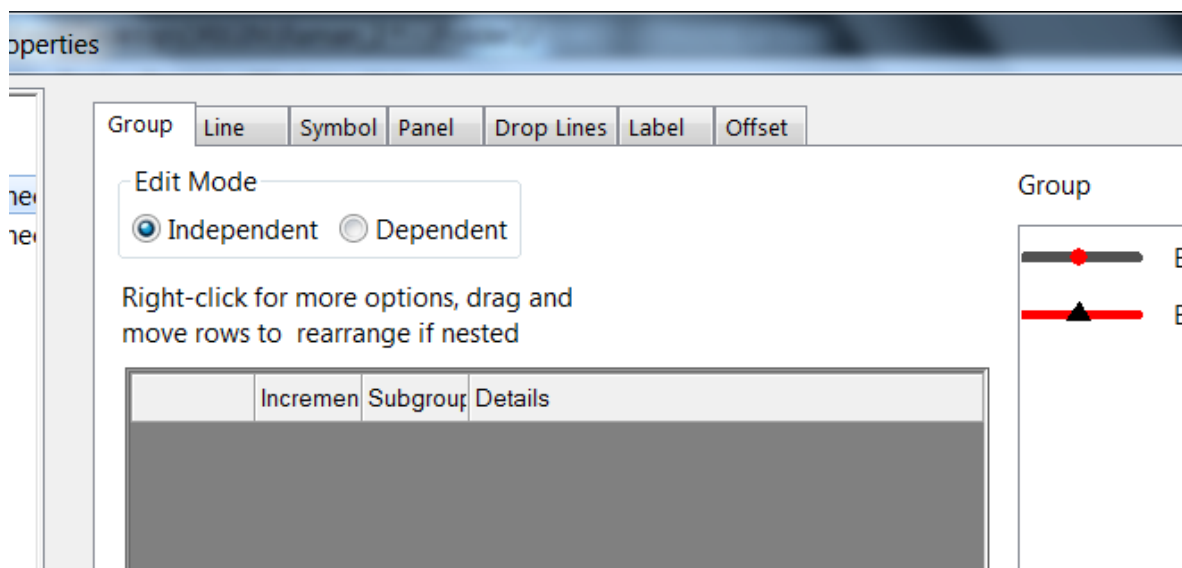 operties
Group Line Symbol Panel Drop Lines Label Offset
Edit Mode
Independent Dependent
Right-click for more options, drag and
move rows to rearrange if nested
Incremen Subgroup Details
Group